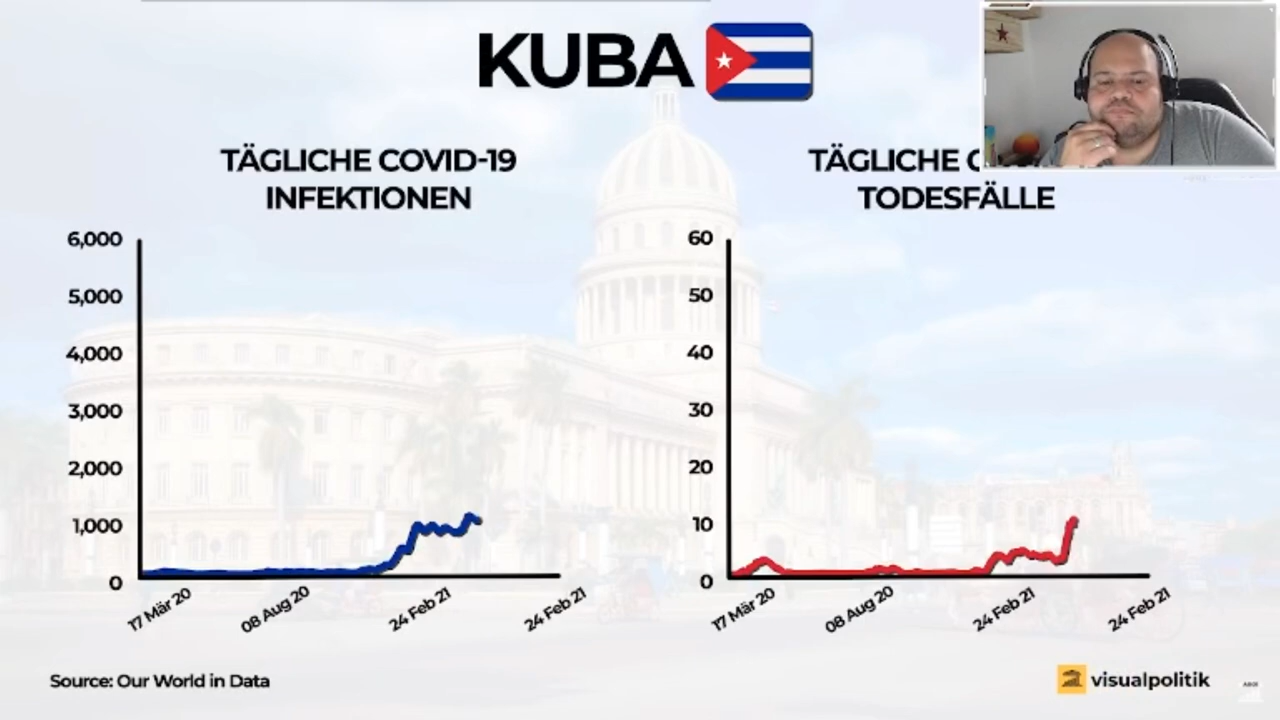 KUBA
TÄGLICHE COVID-19
INFEKTIONEN
6,000
5,000
4,000
3,000
2,000
1,000
0
17 Mär 20
08 Aug 20
24 Feb 21
24 Feb 21
TÄGLICHE
TODESFÄLLE
60
50
40
30
20
10
0
17 Mär 20
08 Aug 20
24 Feb 21
24 Feb 21
Source: Our World in Data
visualpolitik